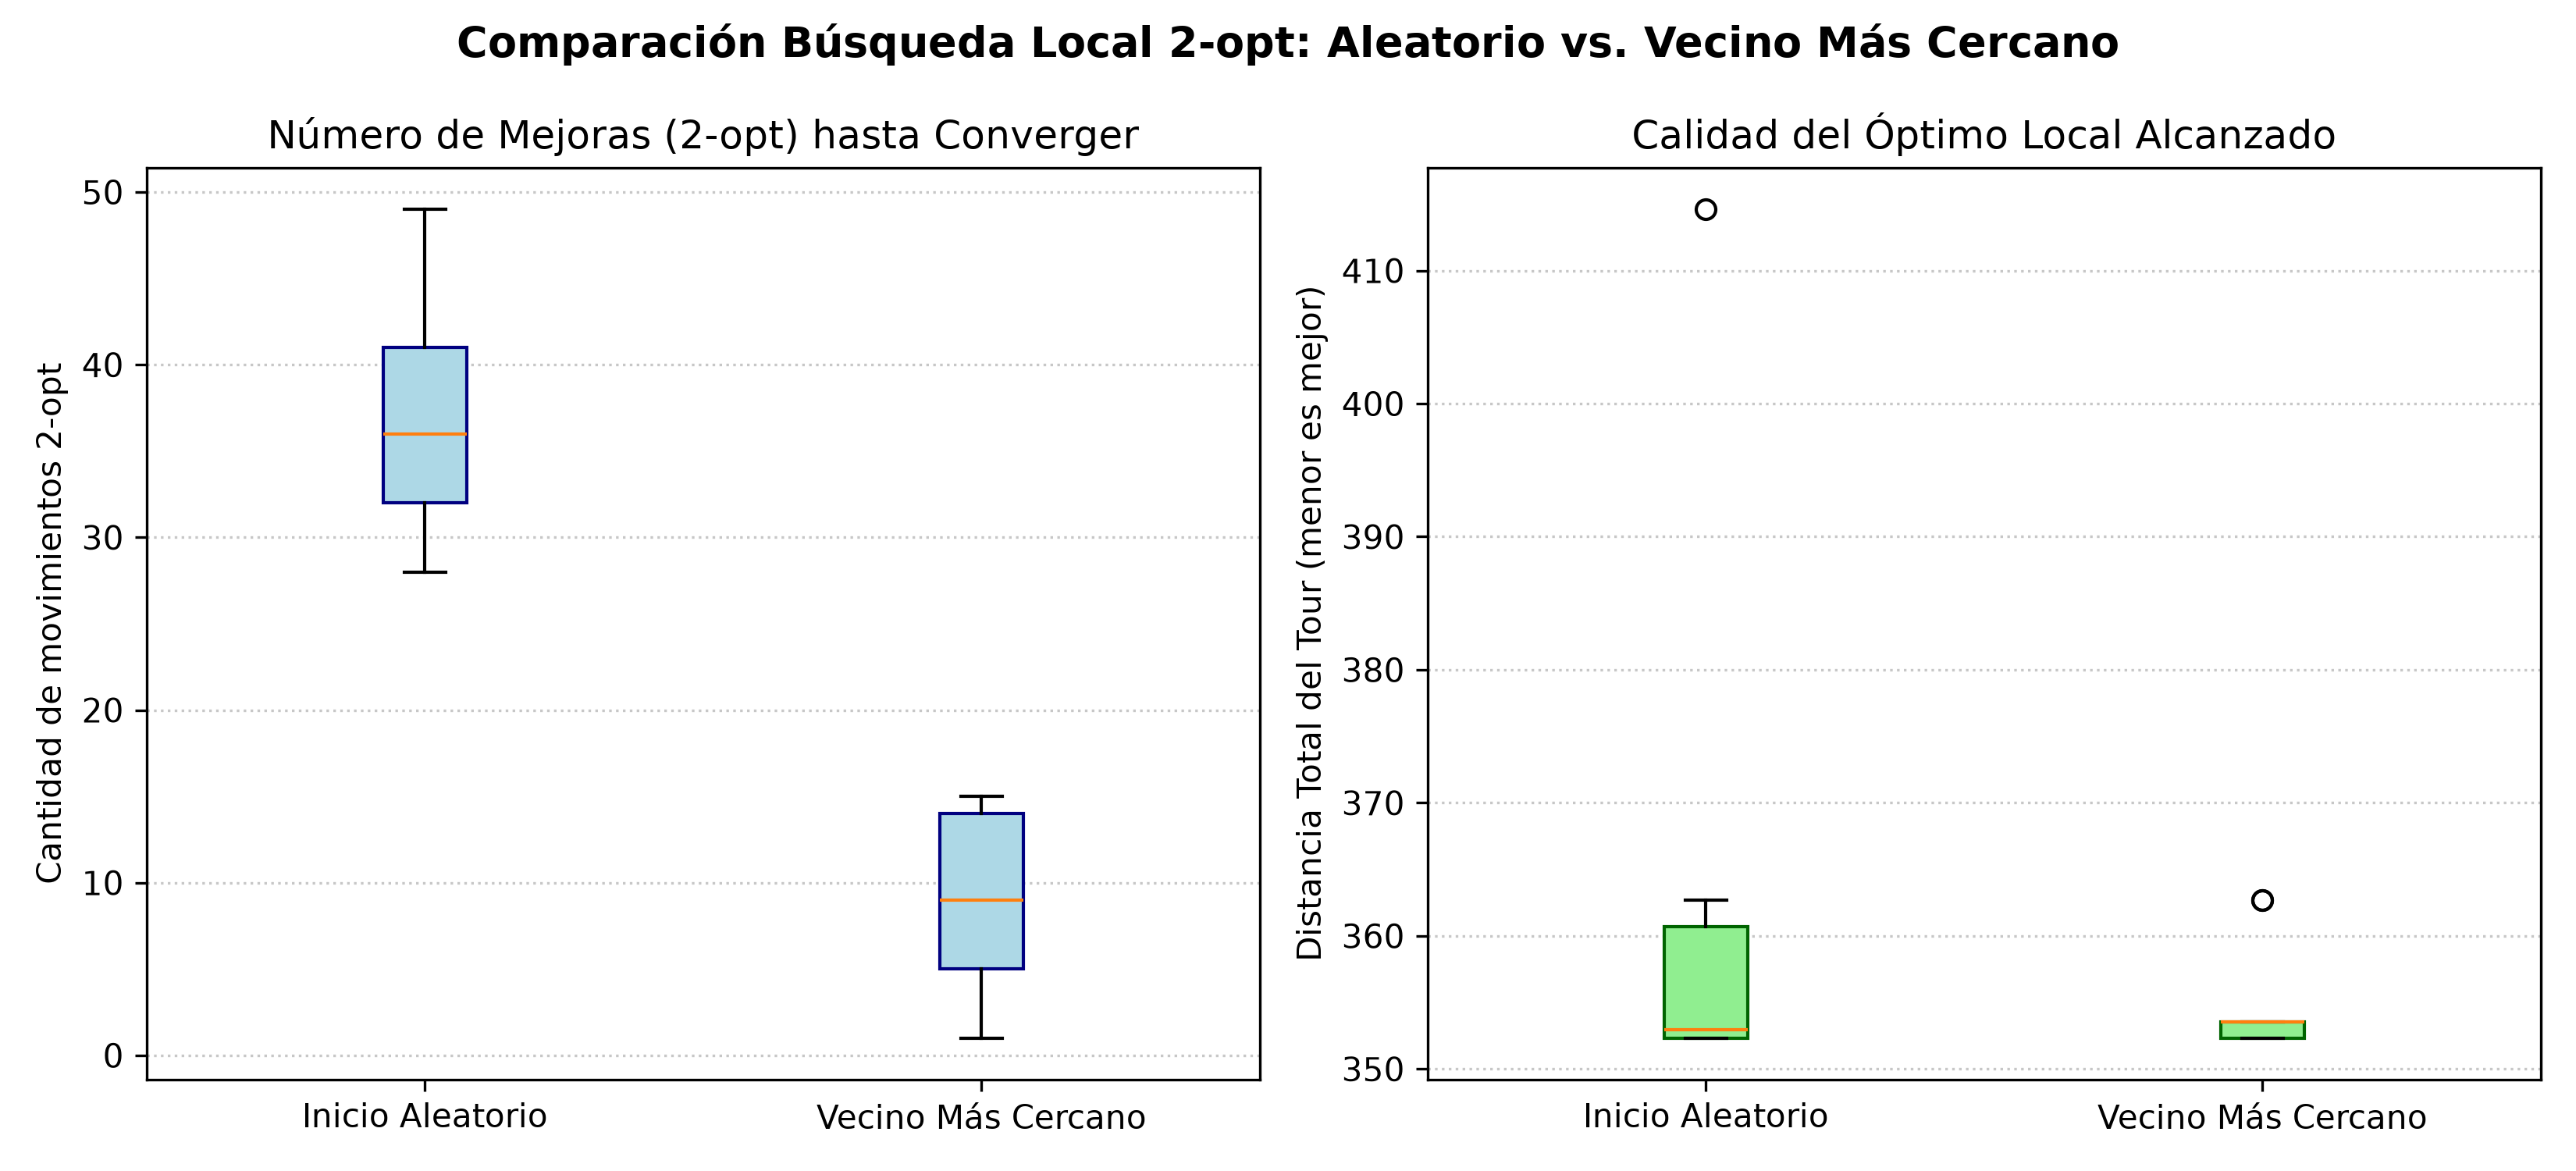 Comparación Búsqueda Local 2-opt: Aleatorio vs. Vecino Más Cercano
Número de Mejoras (2-opt) hasta Converger
Cantidad de movimientos 2-opt
50
40
30
20
10
0
Inicio Aleatorio
Vecino Más Cercano
Calidad del Óptimo Local Alcanzado
Distancia Total del Tour (menor es mejor)
410
400
390
380
370
360
350
Inicio Aleatorio
Vecino Más Cercano